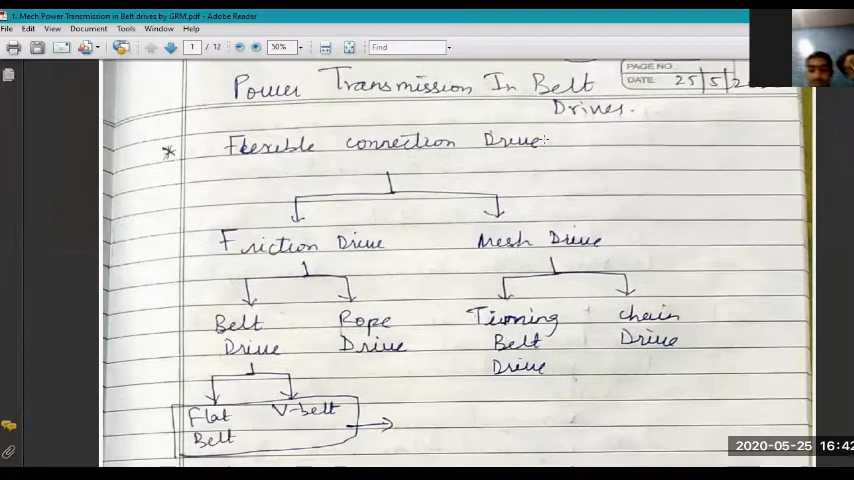 1. Mech Power Transmission in Belt drives by GRM.pdf - Adobe Reader
File Edit View Document Tools Window Help
1 / 12 50% Find
PAGE NO.
DATE: 25/5/2
Power Transmission In Belt
Drives.
* Flexible connection Drive
Friction Drive Mesh Drive
Belt Rope Timing chain
Drive Drive Belt Drive
Drive
Flat V-belt
Belt
2020-05-25 16:42